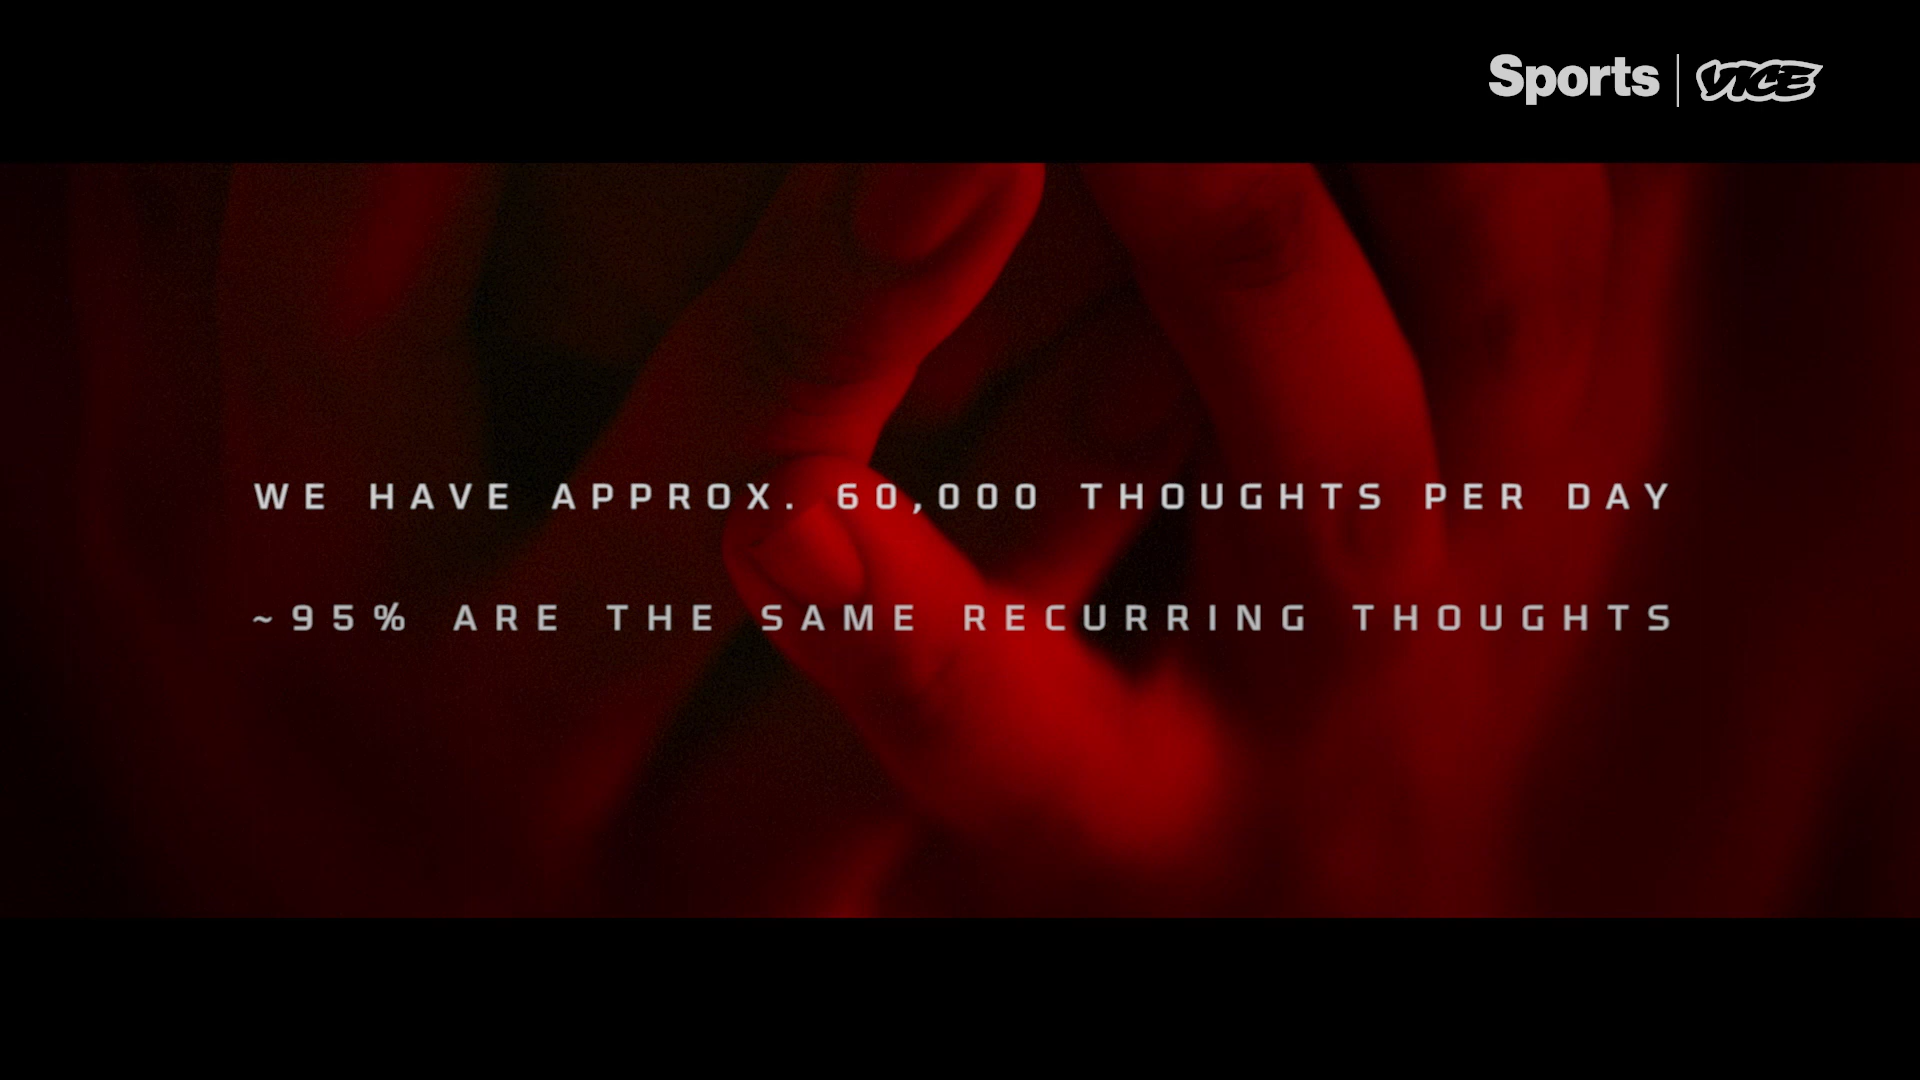 Sports | VICE
WE HAVE APPROX. 60,000 THOUGHTS PER DAY
~95% ARE THE SAME RECURRING THOUGHTS